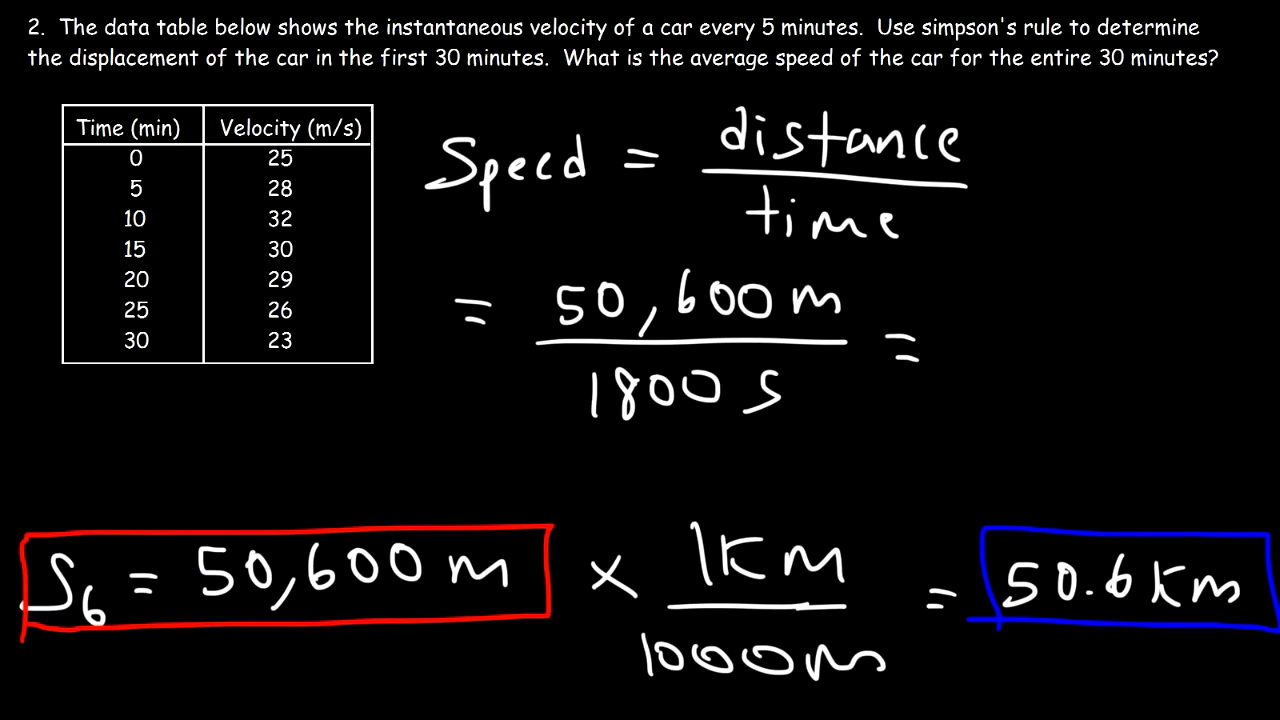 2. The data table below shows the instantaneous velocity of a car every 5 minutes. Use simpson's rule to determine
the displacement of the car in the first 30 minutes. What is the average speed of the car for the entire 30 minutes?
Time (min) Velocity (m/s)
0 25
5 28
10 32
15 30
20 29
25 26
30 23
Speed = distance / time
= 50,600 m / 1800 s =
S6 = 50,600 m × 1 km / 1000 m = 50.6 km